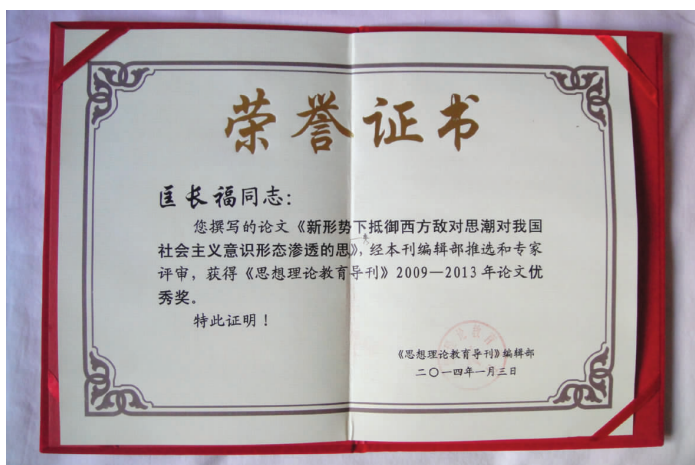 荣誉证书
匡长福同志：
您撰写的论文《新形势下抵御西方敌对思潮对我国
社会主义意识形态渗透的思》，经本刊编辑部推选和专家
评审，获得《思想理论教育导刊》2009—2013年论文优
秀奖。
特此证明！
《思想理论教育导刊》编辑部
二〇一四年一月三日